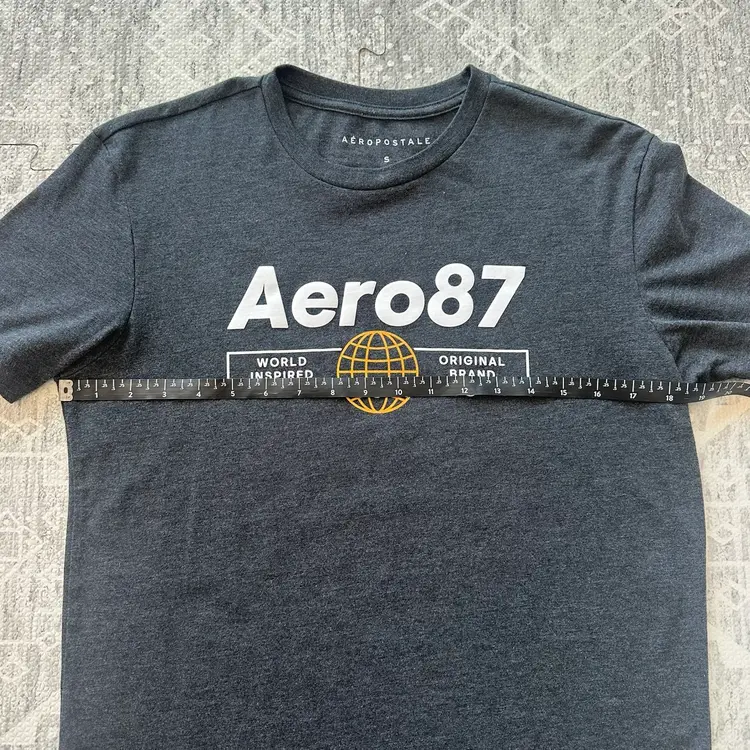 AÉROPOSTALE
S
Aero87
WORLD ORIGINAL
INSPIRED BRAND
B 1 2 3 4 5 6 7 8 9 10 11 12 13 14 15 16 17 18 19